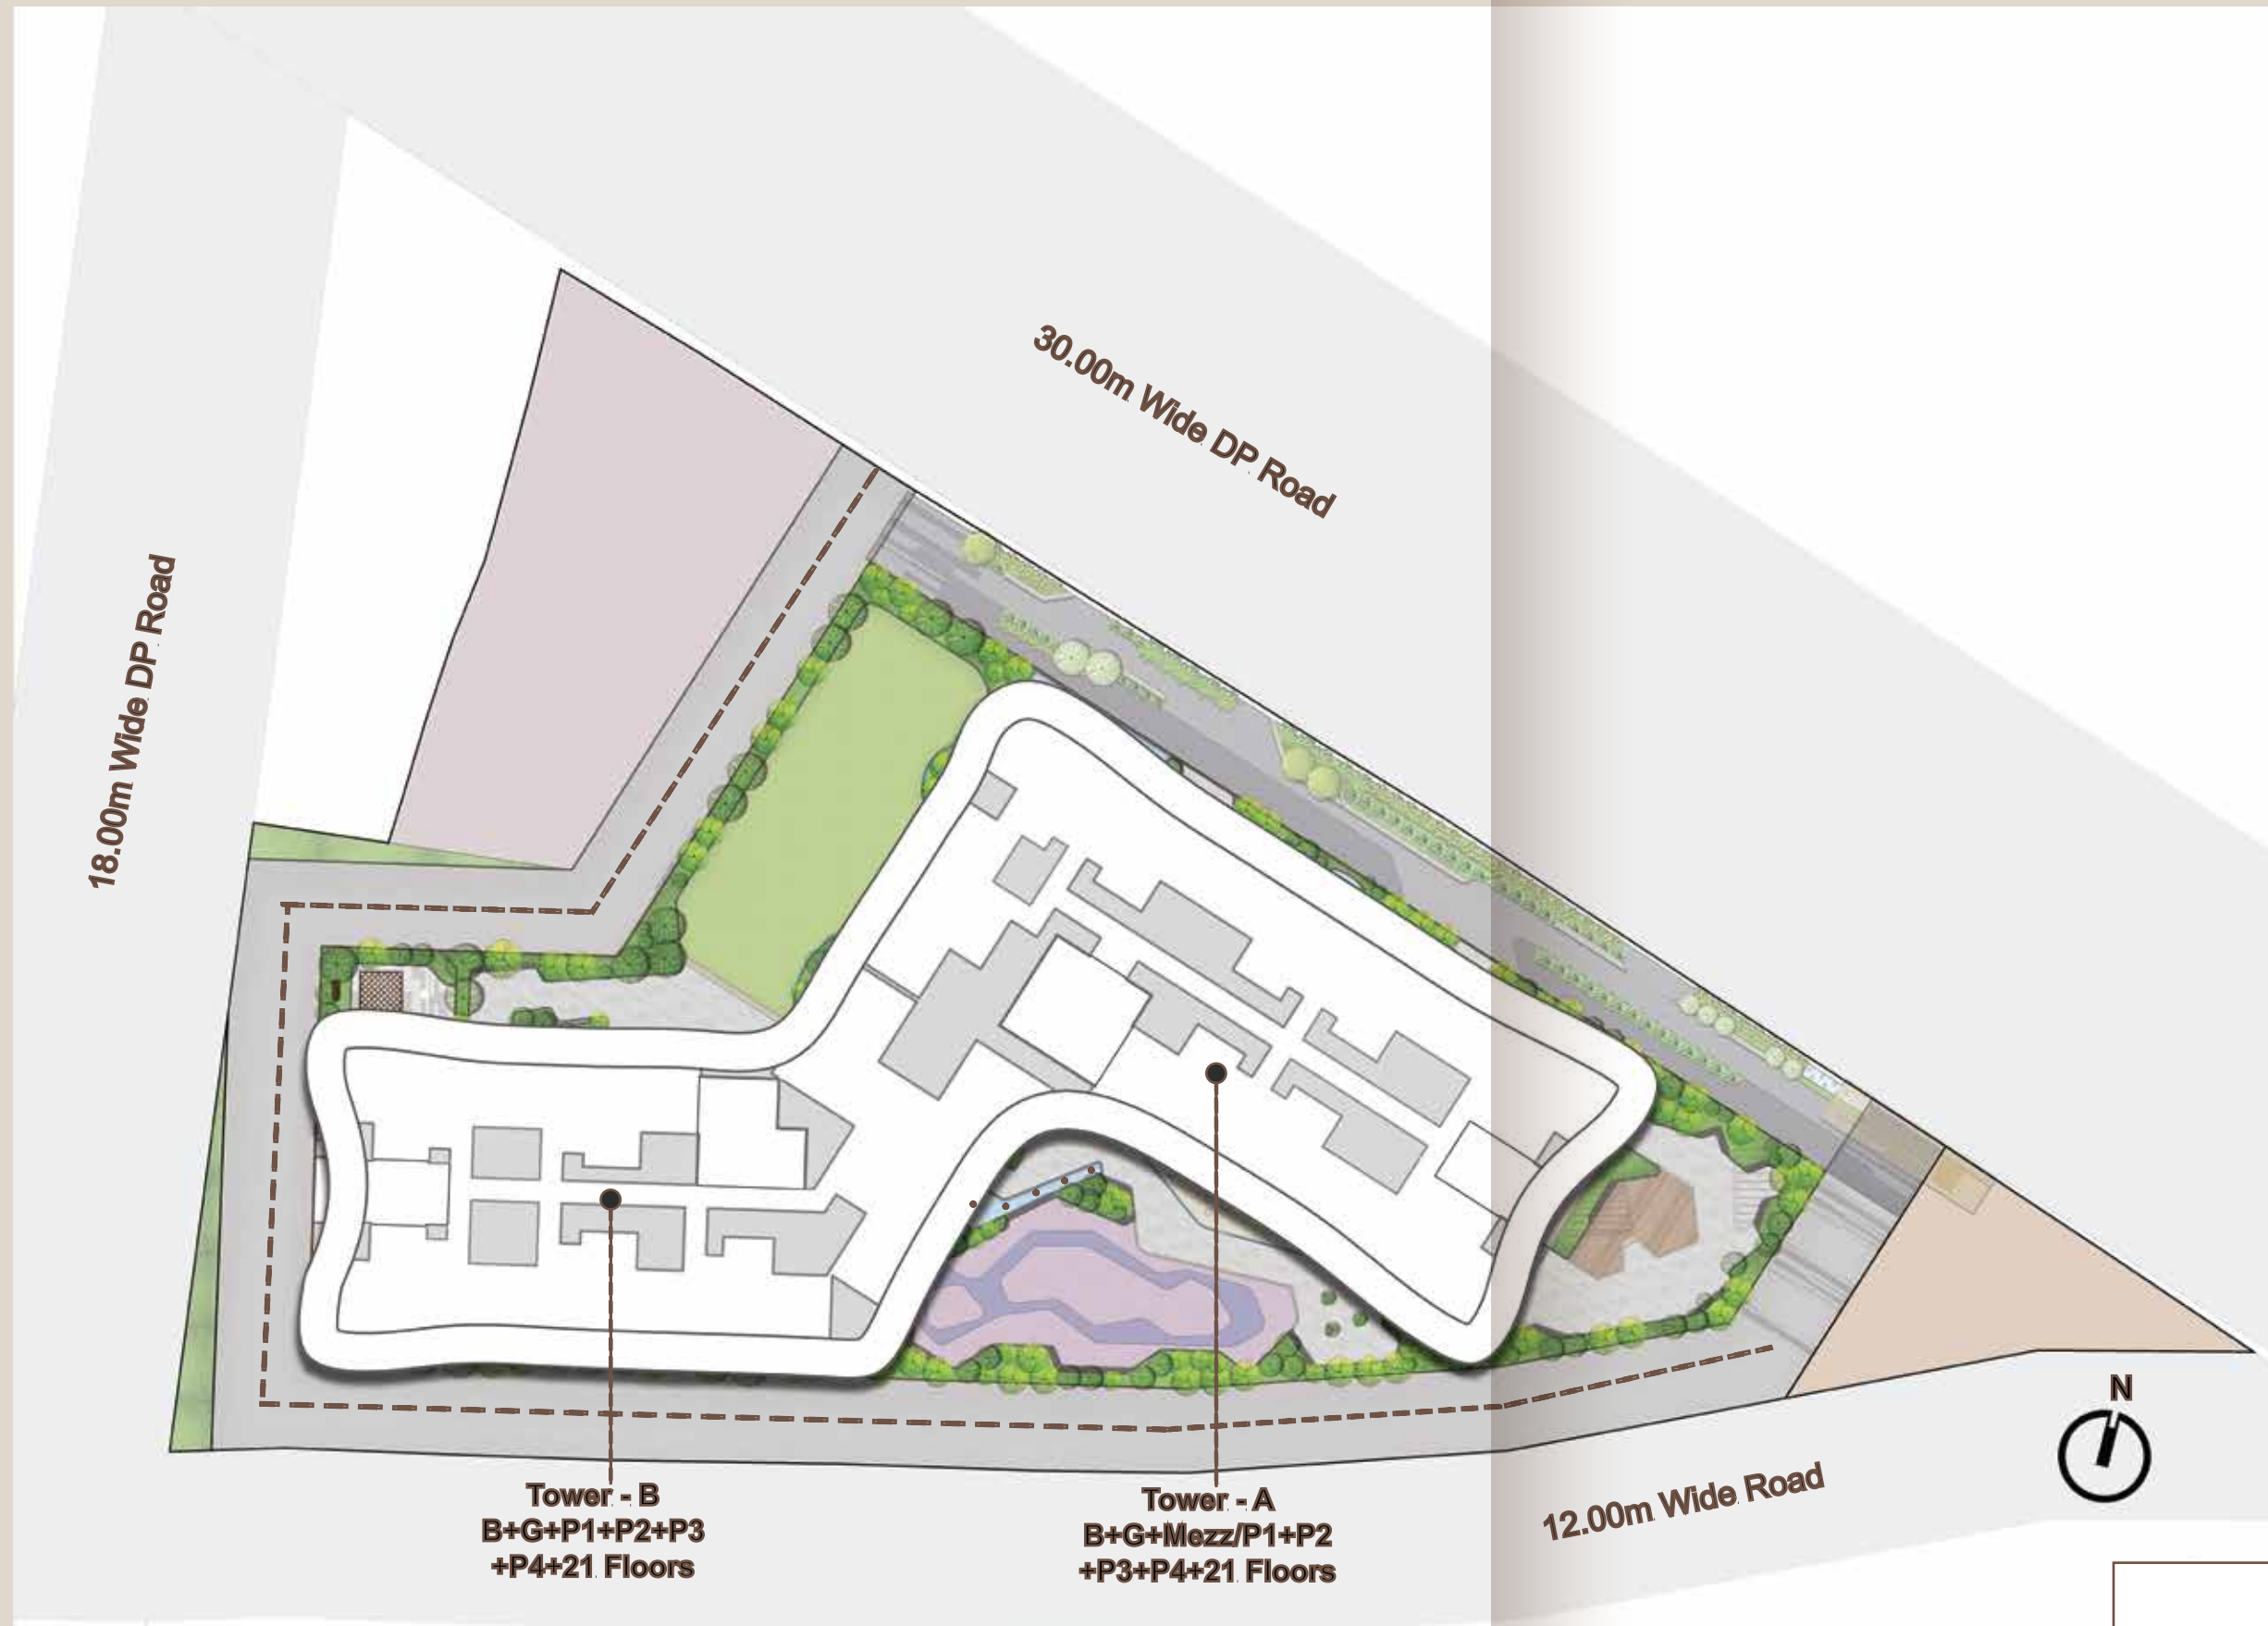 30.00m Wide DP Road
18.00m Wide DP Road
N
12.00m Wide Road
Tower - B
B+G+P1+P2+P3
+P4+21 Floors
Tower - A
B+G+Mezz/P1+P2
+P3+P4+21 Floors